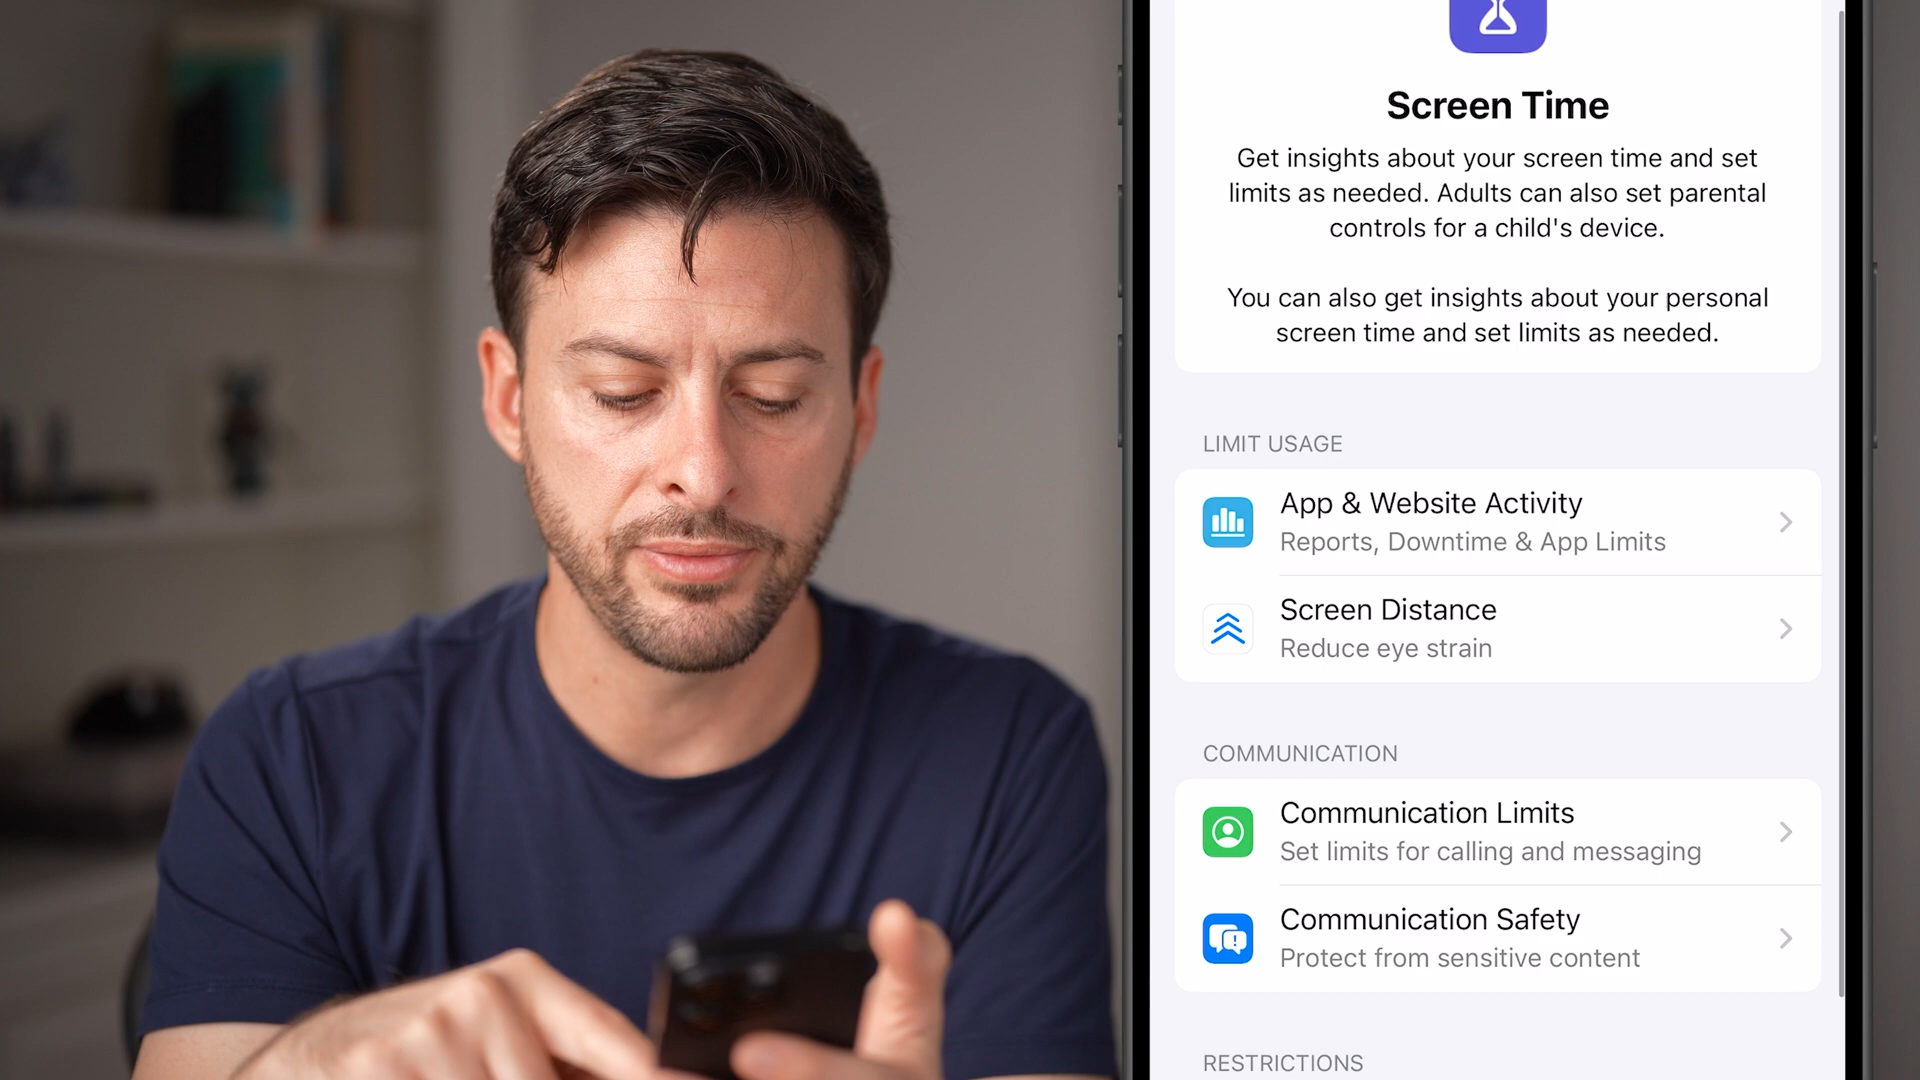 Screen Time
Get insights about your screen time and set
limits as needed. Adults can also set parental
controls for a child's device.
You can also get insights about your personal
screen time and set limits as needed.
LIMIT USAGE
App & Website Activity
Reports, Downtime & App Limits
Screen Distance
Reduce eye strain
COMMUNICATION
Communication Limits
Set limits for calling and messaging
Communication Safety
Protect from sensitive content
RESTRICTIONS